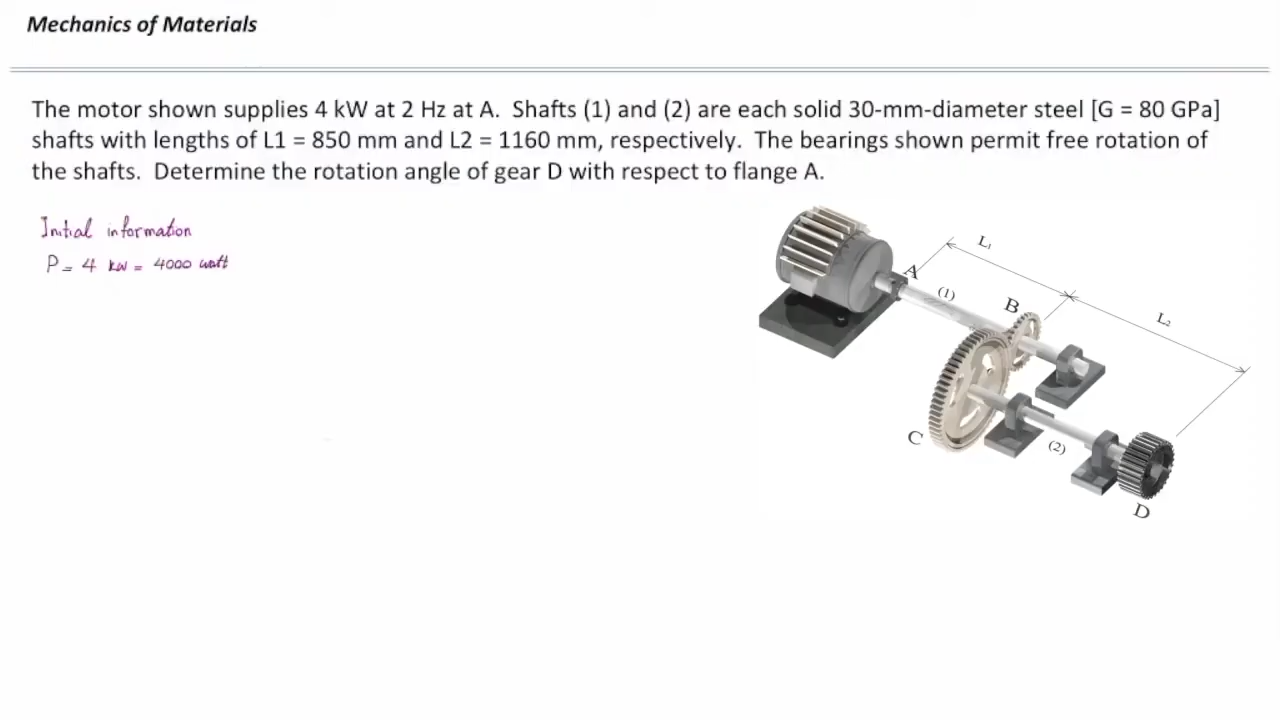 Mechanics of Materials
The motor shown supplies 4 kW at 2 Hz at A. Shafts (1) and (2) are each solid 30-mm-diameter steel [G = 80 GPa]
shafts with lengths of L1 = 850 mm and L2 = 1160 mm, respectively. The bearings shown permit free rotation of
the shafts. Determine the rotation angle of gear D with respect to flange A.
Initial information
P = 4 kw = 4000 watt
L₁
A
(1)
B
L₂
C
(2)
D